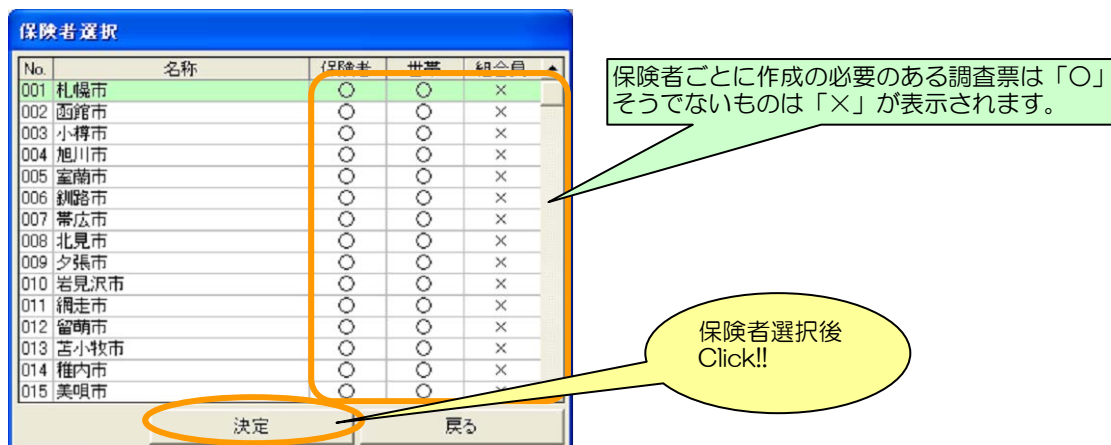 保険者選択
No. 名称 保険者 世帯 組合員
001 札幌市 ○ ○ ×
002 函館市 ○ ○ ×
003 小樽市 ○ ○ ×
004 旭川市 ○ ○ ×
005 室蘭市 ○ ○ ×
006 釧路市 ○ ○ ×
007 帯広市 ○ ○ ×
008 北見市 ○ ○ ×
009 夕張市 ○ ○ ×
010 岩見沢市 ○ ○ ×
011 網走市 ○ ○ ×
012 留萌市 ○ ○ ×
013 苫小牧市 ○ ○ ×
014 稚内市 ○ ○ ×
015 美唄市 ○ ○ ×
決定 戻る
保険者ごとに作成の必要のある調査票は「〇」
そうでないものは「×」が表示されます。
保険者選択後
Click!!